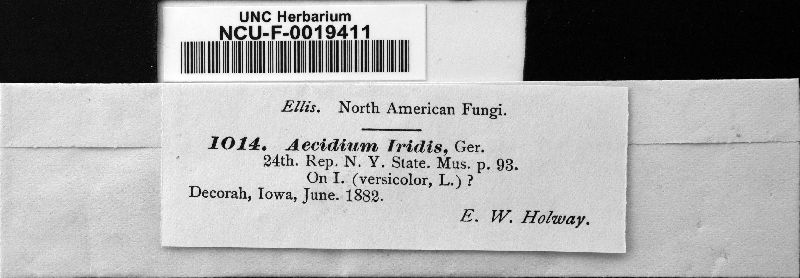 UNC Herbarium
NCU-F-0019411
Ellis. North American Fungi.
1014. Aecidium Iridis, Ger.
24th. Rep. N. Y. State. Mus. p. 93.
On I. (versicolor, L.) ?
Decorah, Iowa, June. 1882.
E. W. Holway.